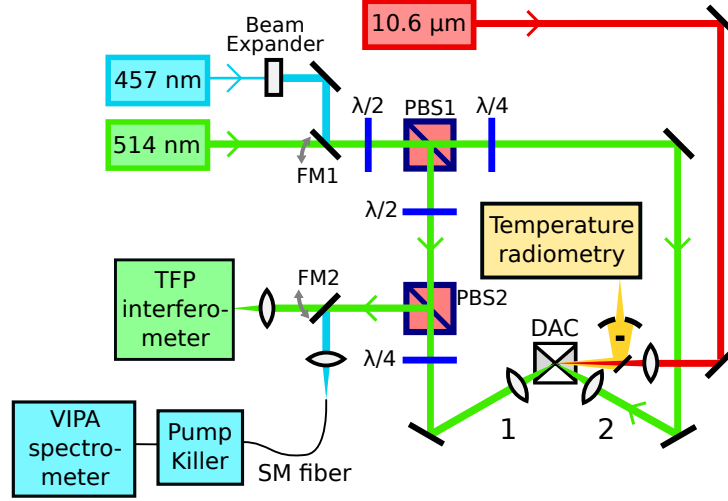 Beam
Expander
10.6 µm
457 nm
514 nm
FM1
λ/2
PBS1
λ/4
λ/2
Temperature
radiometry
TFP
interfero-
meter
FM2
PBS2
λ/4
DAC
1
2
VIPA
spectro-
meter
Pump
Killer
SM fiber